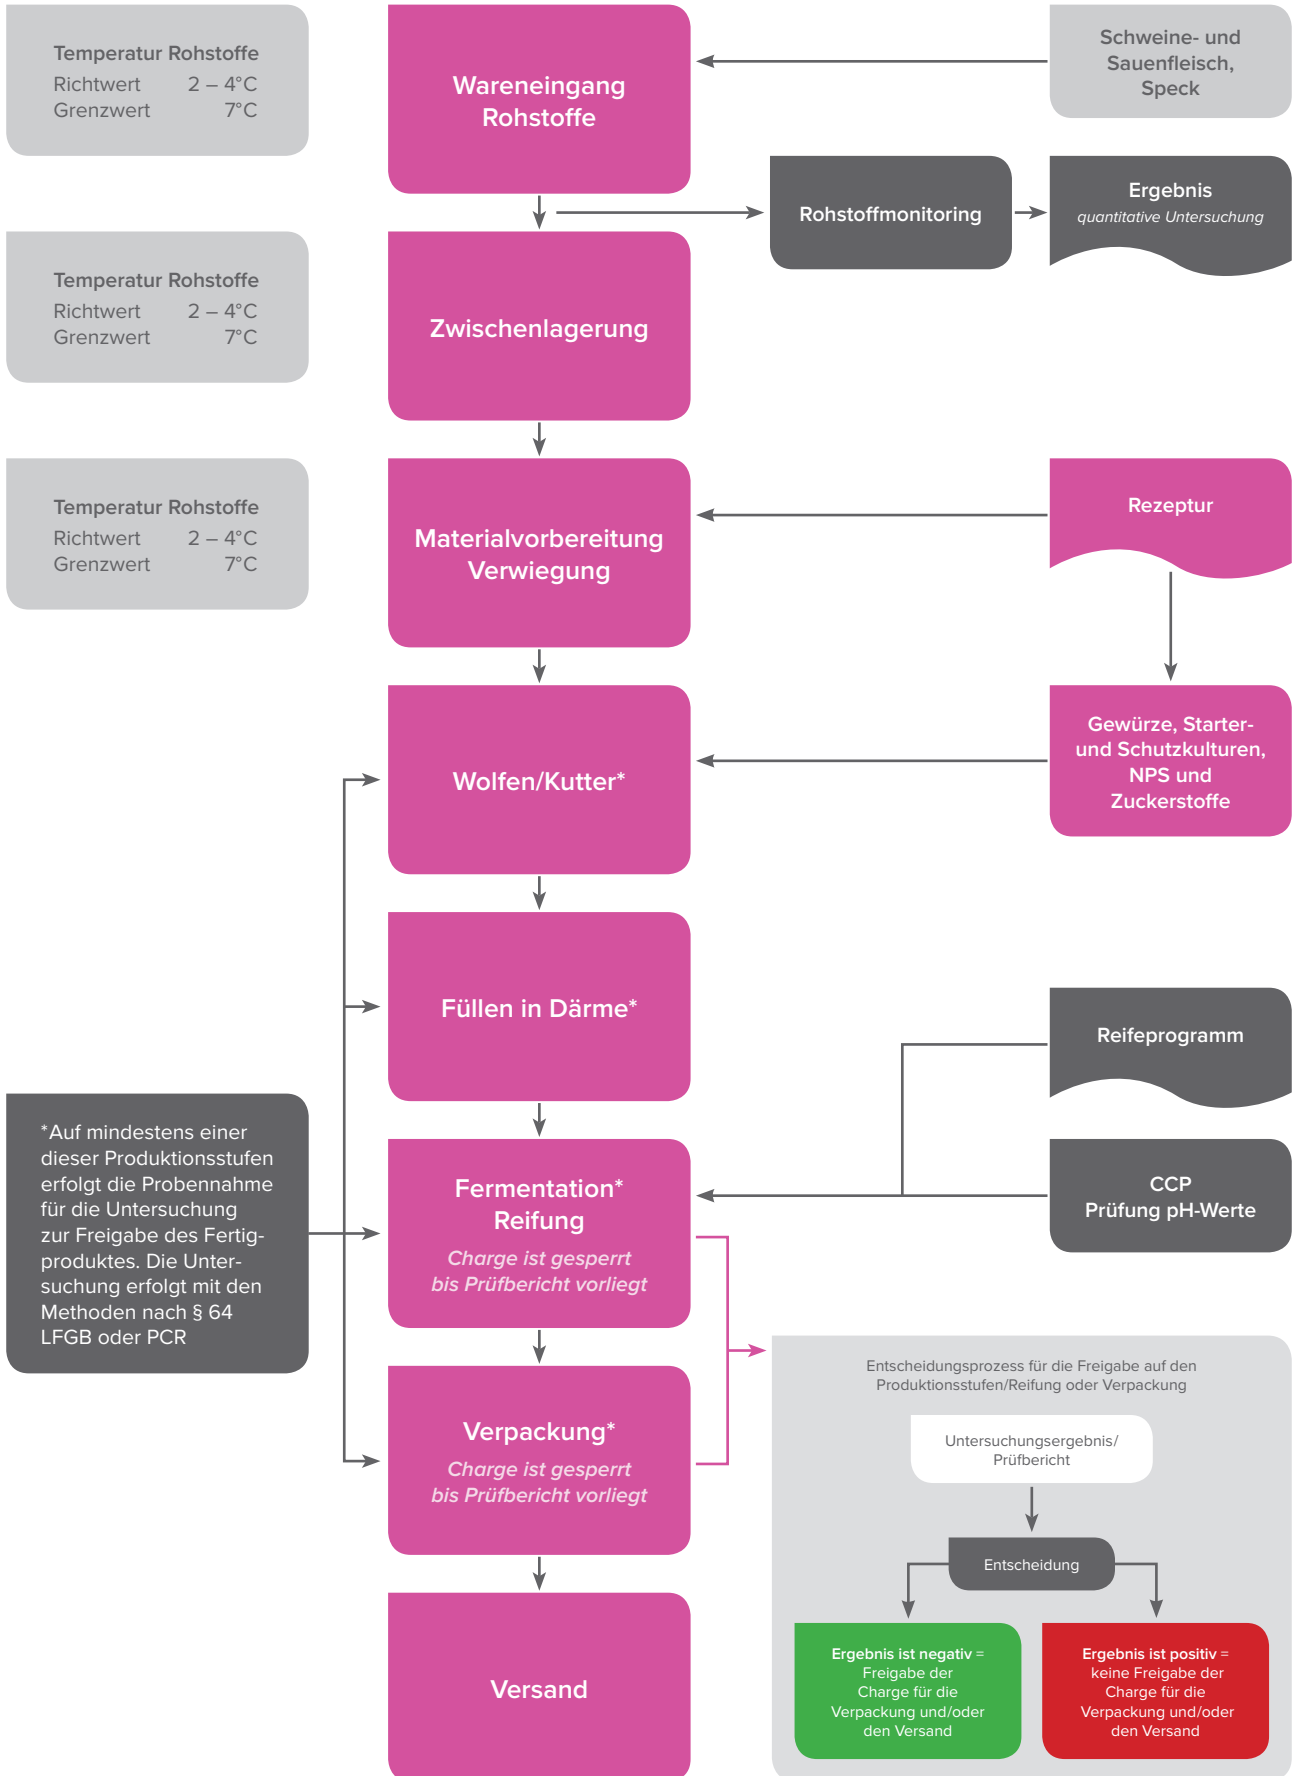 Temperatur Rohstoffe
Richtwert 2 – 4°C
Grenzwert 7°C
Wareneingang
Rohstoffe
Schweine- und
Sauenfleisch,
Speck
Rohstoffmonitoring
Ergebnis
quantitative Untersuchung
Temperatur Rohstoffe
Richtwert 2 – 4°C
Grenzwert 7°C
Zwischenlagerung
Temperatur Rohstoffe
Richtwert 2 – 4°C
Grenzwert 7°C
Materialvorbereitung
Verwiegung
Rezeptur
Wolfen/Kutter*
Gewürze, Starter-
und Schutzkulturen,
NPS und
Zuckerstoffe
Füllen in Därme*
Reifeprogramm
*Auf mindestens einer
dieser Produktionsstufen
erfolgt die Probennahme
für die Untersuchung
zur Freigabe des Fertig-
produktes. Die Unter-
suchung erfolgt mit den
Methoden nach § 64
LFGB oder PCR
Fermentation*
Reifung
Charge ist gesperrt
bis Prüfbericht vorliegt
CCP
Prüfung pH-Werte
Verpackung*
Charge ist gesperrt
bis Prüfbericht vorliegt
Versand
Entscheidungsprozess für die Freigabe auf den
Produktionsstufen/Reifung oder Verpackung
Untersuchungsergebnis/
Prüfbericht
Entscheidung
Ergebnis ist negativ =
Freigabe der
Charge für die
Verpackung und/oder
den Versand
Ergebnis ist positiv =
keine Freigabe der
Charge für die
Verpackung und/oder
den Versand